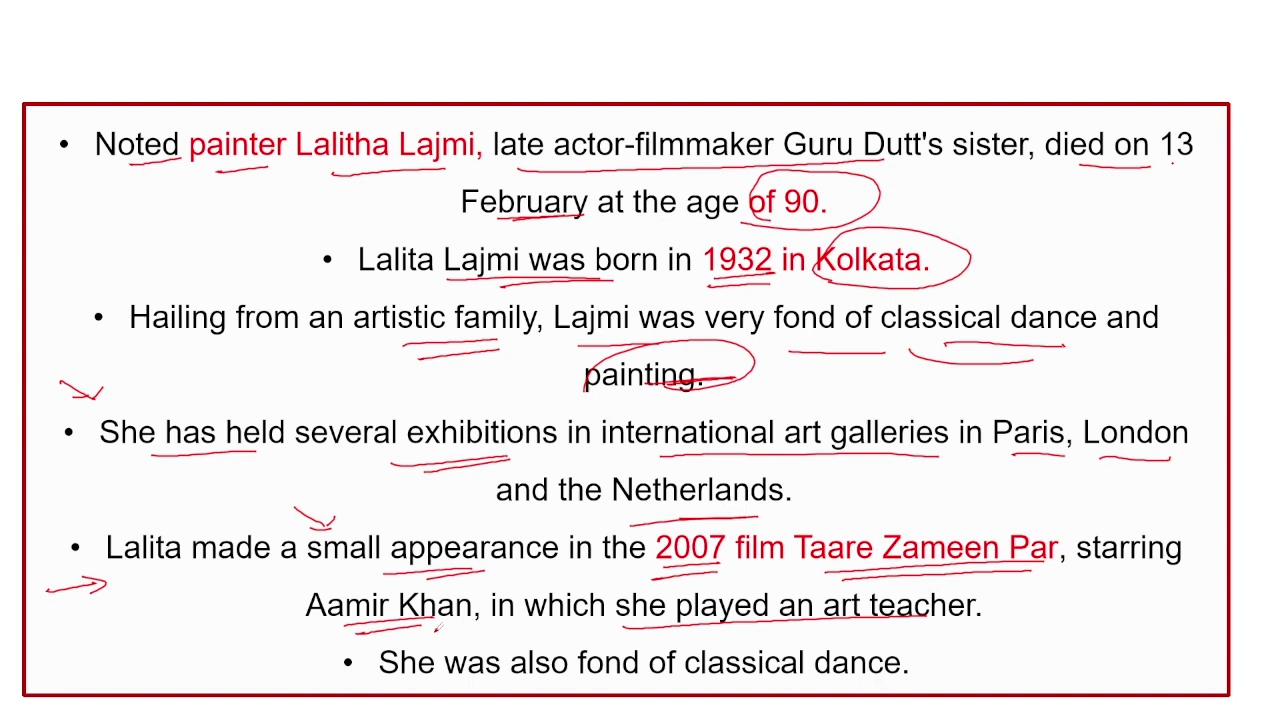 • Noted painter Lalitha Lajmi, late actor-filmmaker Guru Dutt's sister, died on 13
February at the age of 90.
• Lalita Lajmi was born in 1932 in Kolkata.
• Hailing from an artistic family, Lajmi was very fond of classical dance and
painting.
• She has held several exhibitions in international art galleries in Paris, London
and the Netherlands.
• Lalita made a small appearance in the 2007 film Taare Zameen Par, starring
Aamir Khan, in which she played an art teacher.
• She was also fond of classical dance.